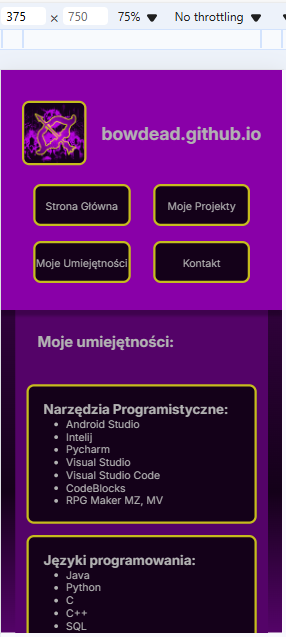 375 × 750 75% No throttling
bowdead.github.io
Strona Główna
Moje Projekty
Moje Umiejętności
Kontakt
Moje umiejętności:
Narzędzia Programistyczne:
Android Studio
Intelij
Pycharm
Visual Studio
Visual Studio Code
CodeBlocks
RPG Maker MZ, MV
Języki programowania:
Java
Python
C
C++
SQL